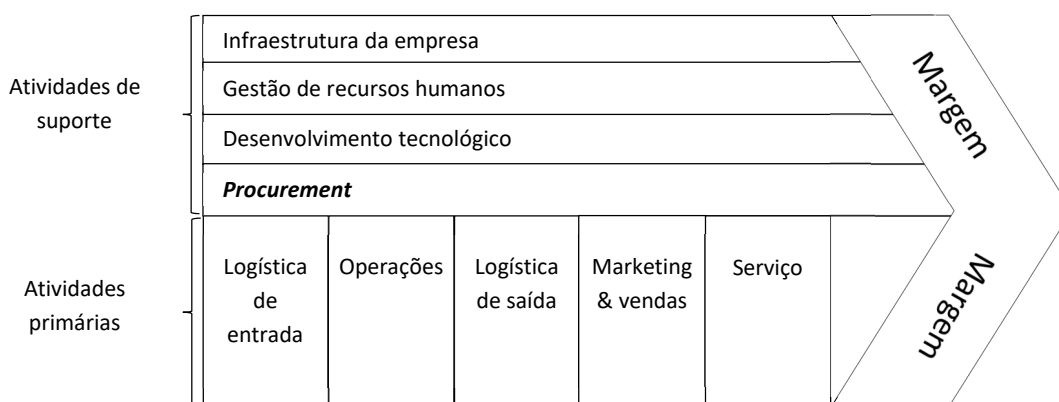 Infraestrutura da empresa
Atividades de
suporte
Gestão de recursos humanos
Desenvolvimento tecnológico
Procurement
Margem
Atividades
primárias
Logística
de
entrada
Operações
Logística
de saída
Marketing
& vendas
Serviço
Margem